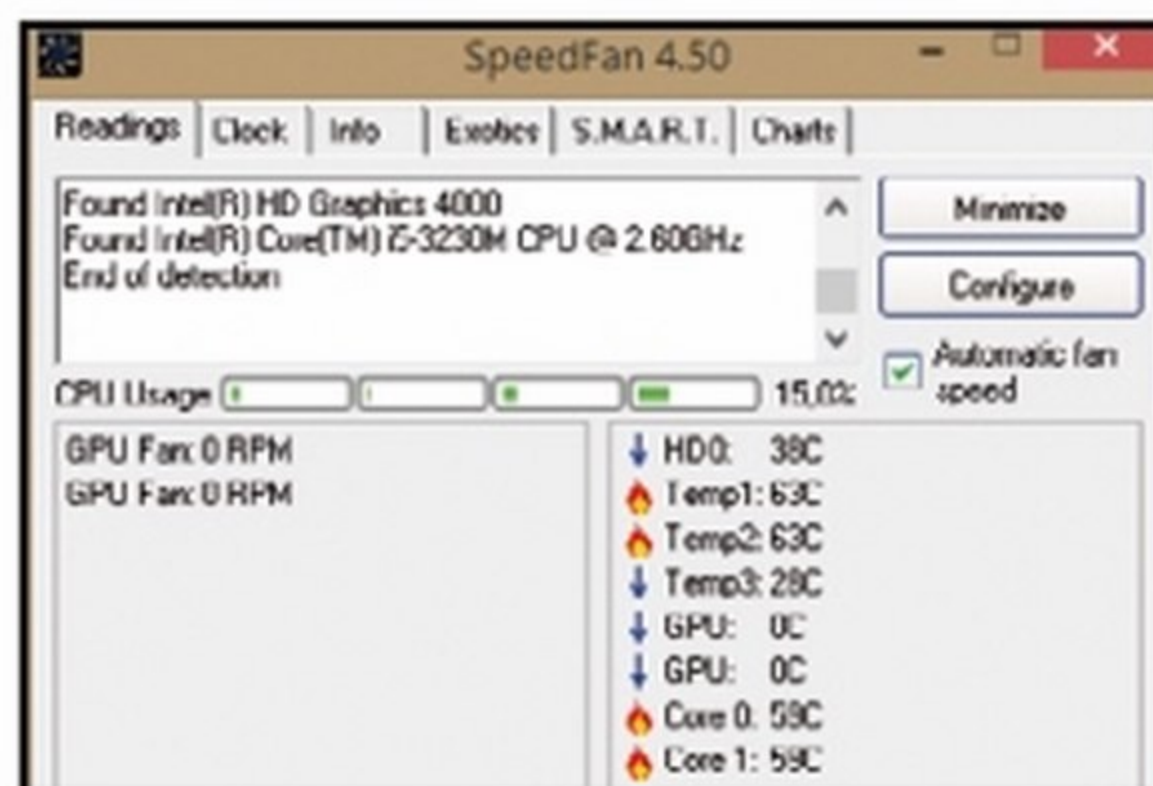 SpeedFan 4.50
Readings Clock Info Exotics S.M.A.R.T. Charts
Found Intel(R) HD Graphics 4000
Found Intel(R) Core(TM) i5-3230M CPU @ 2.60GHz
End of detection
Minimize
Configure
Automatic fan
speed
CPU Usage 15,0%
GPU Fan: 0 RPM
GPU Fan: 0 RPM
HD0: 38C
Temp1: 63C
Temp2: 63C
Temp3: 28C
GPU: 0C
GPU: 0C
Core 0: 59C
Core 1: 59C